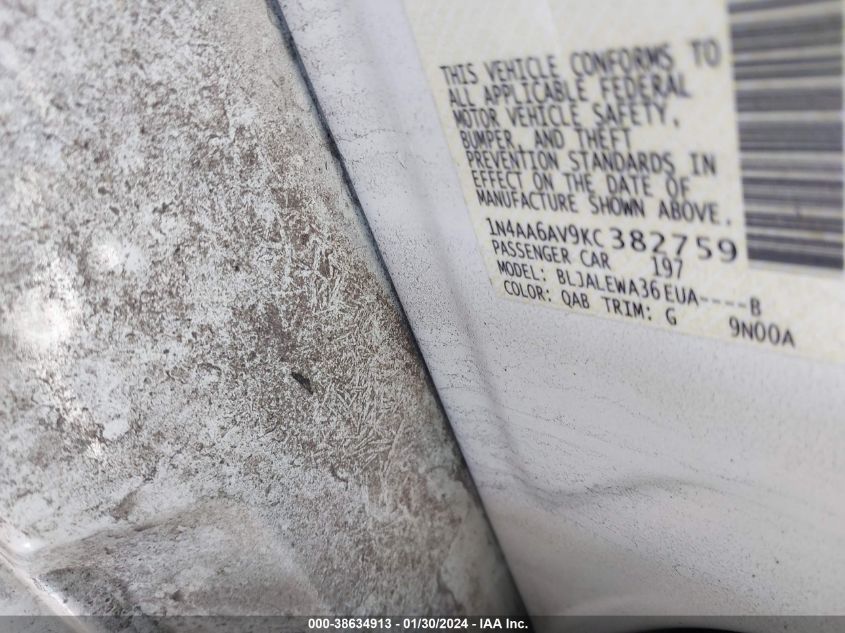 THIS VEHICLE CONFORMS TO
ALL APPLICABLE FEDERAL
MOTOR VEHICLE SAFETY,
BUMPER, AND THEFT
PREVENTION STANDARDS IN
EFFECT ON THE DATE OF
MANUFACTURE SHOWN ABOVE.
1N4AA6AV9KC382759
PASSENGER CAR 197
MODEL: BLJALEWA36EUA----B
COLOR: QAB TRIM: G 9N00A
000-38634913 - 01/30/2024 - IAA Inc.